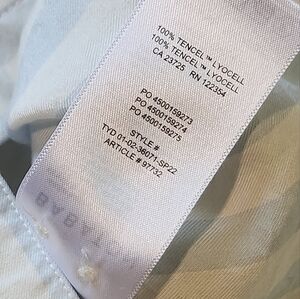 100% TENCEL™ LYOCELL
100% TENCEL™ LYOCELL
CA 23725 RN 122354
PO 4500159273
PO 4500159274
PO 4500159275
STYLE #
TYD 01-02-36071-SP22
ARTICLE # 97732